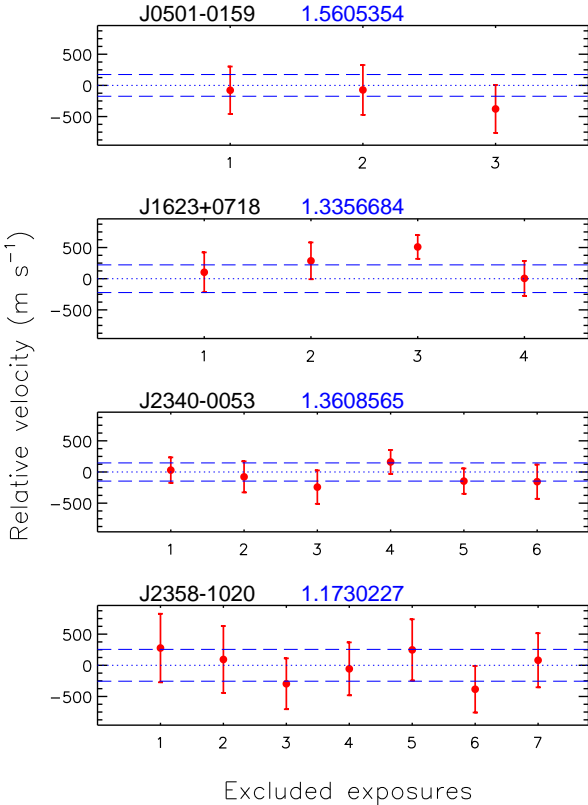 J0501-0159 1.5605354
500
0
−500
1 2 3
J1623+0718 1.3356684
500
0
−500
1 2 3 4
J2340-0053 1.3608565
500
0
−500
1 2 3 4 5 6
J2358-1020 1.1730227
500
0
−500
1 2 3 4 5 6 7
Relative velocity (m s⁻¹)
Excluded exposures